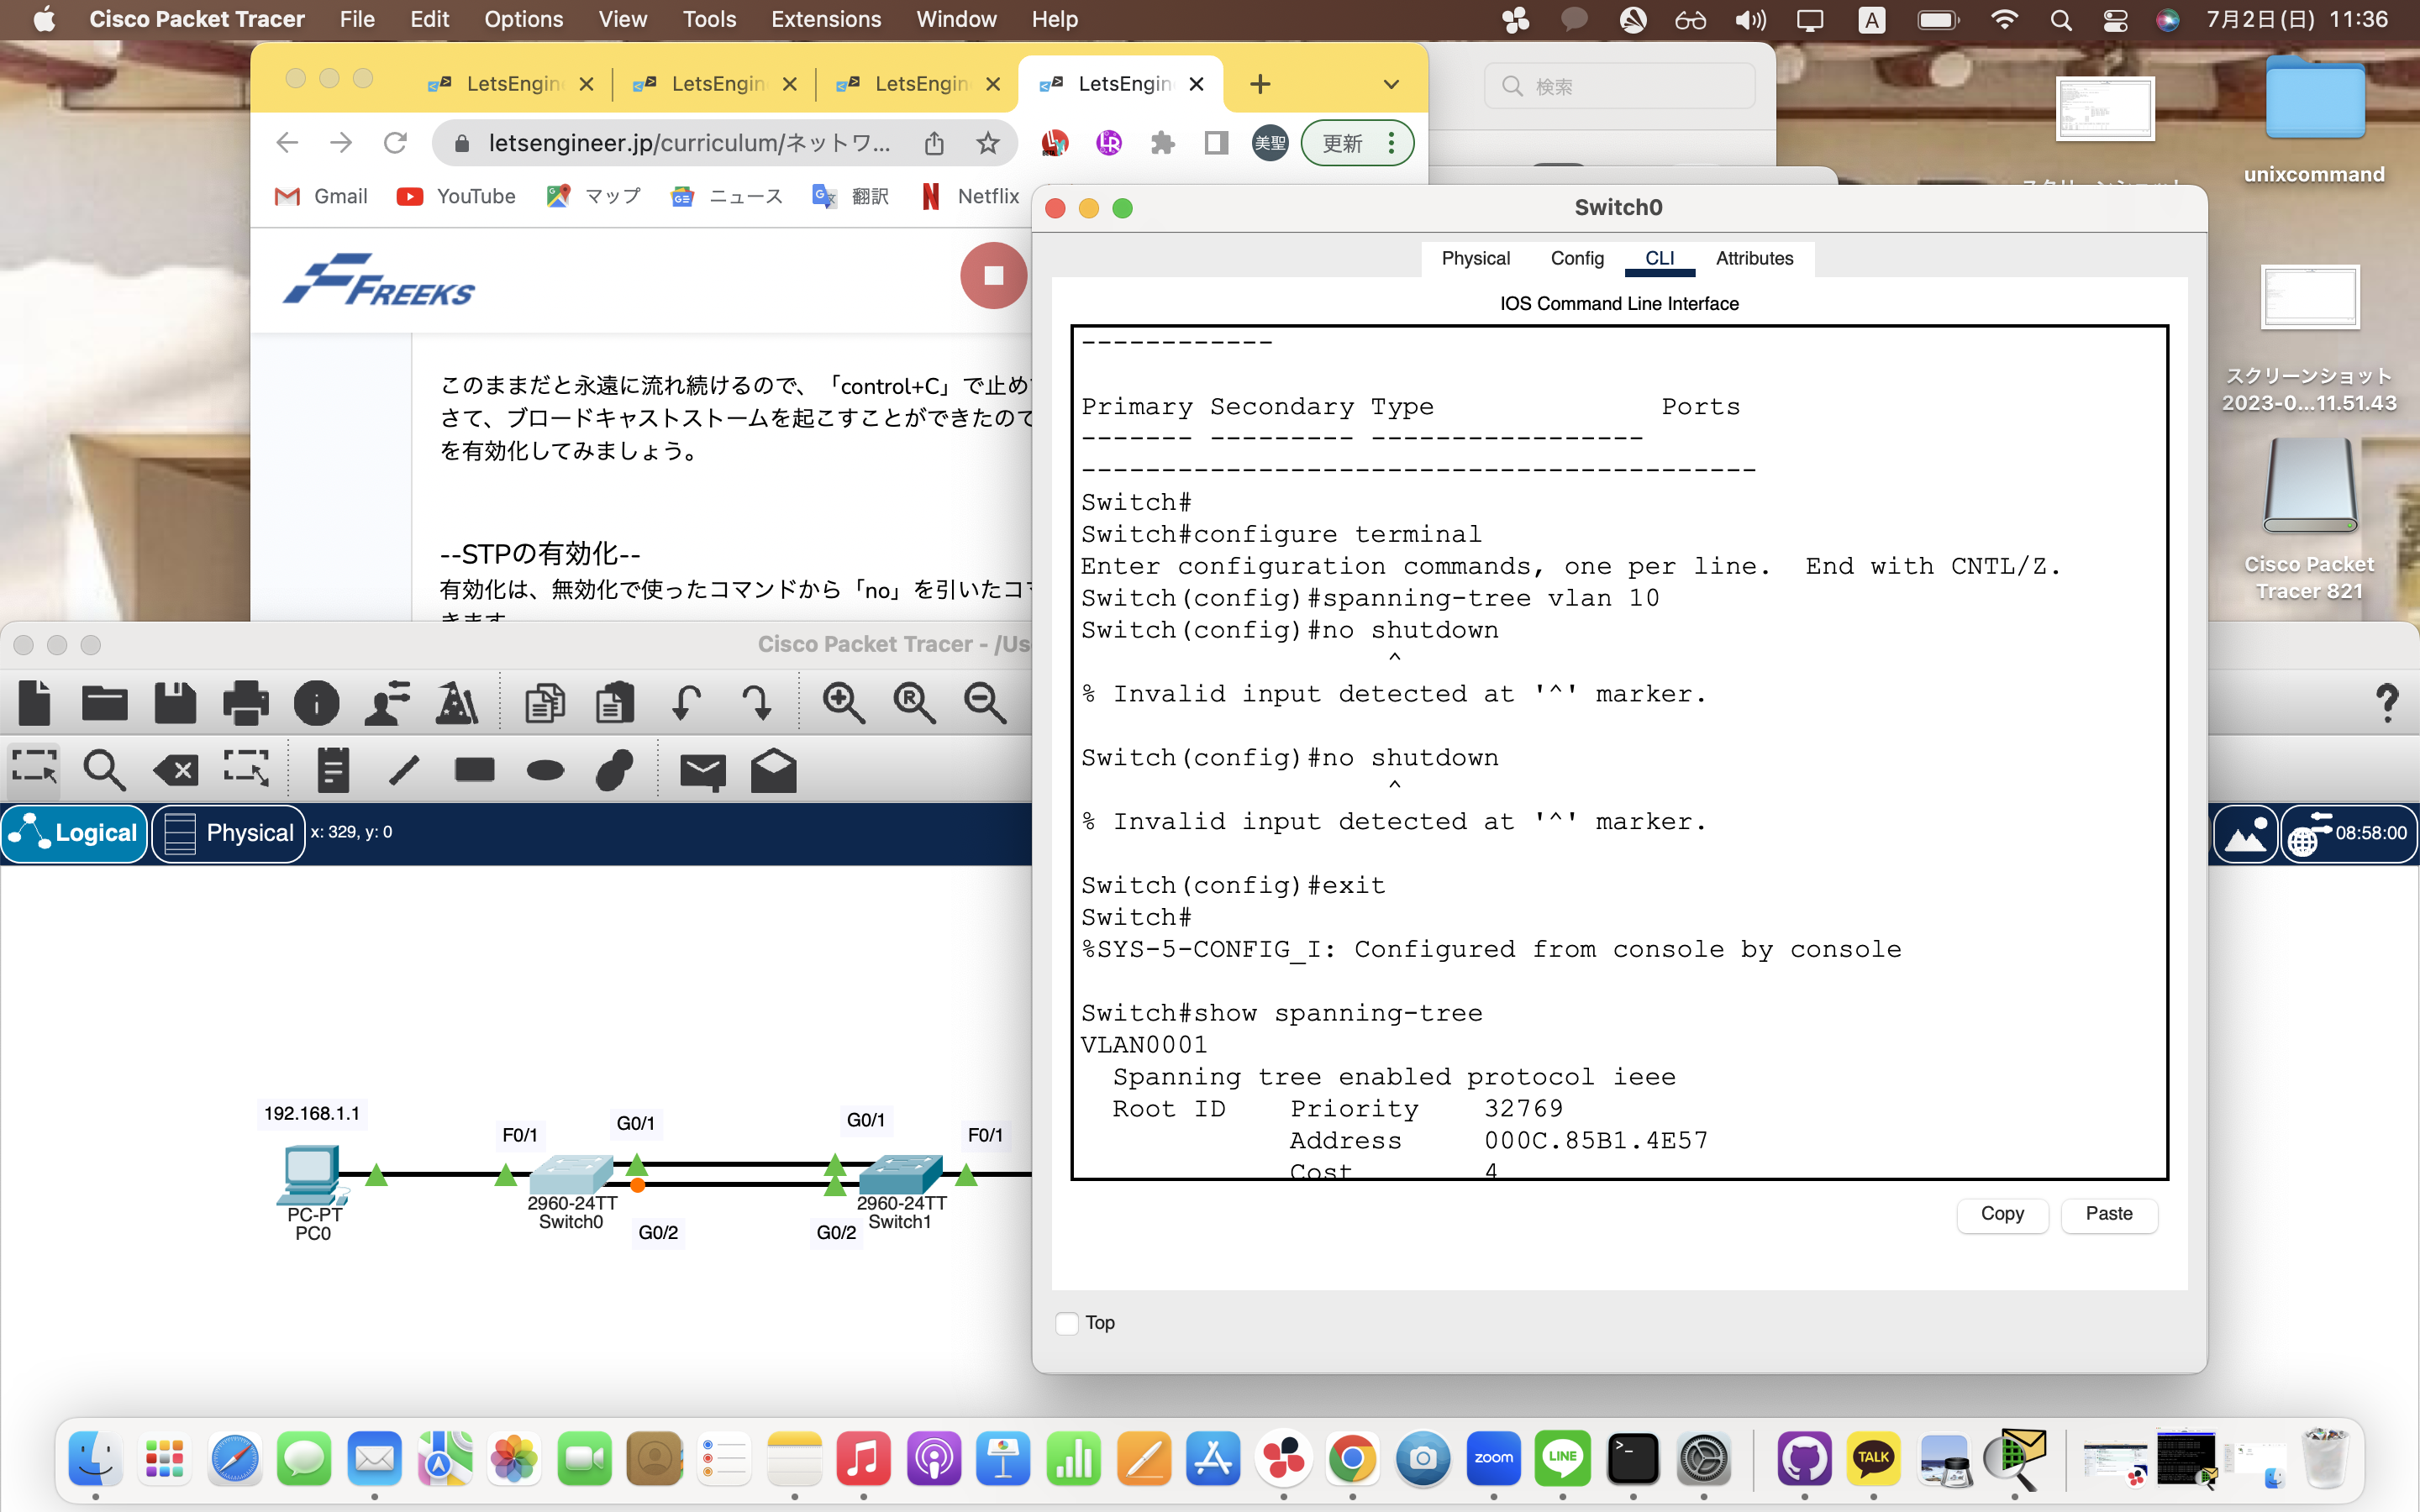 Cisco Packet Tracer File Edit Options View Tools Extensions Window Help A 7月2日(日) 11:36
LetsEngin LetsEngin LetsEngin LetsEngin
検索
letsengineer.jp/curriculum/ネットワ... 美聖 更新
Gmail YouTube マップ ニュース 翻訳 Netflix
unixcommand
FREEKS
このままだと永遠に流れ続けるので、「control+C」で止め
さて、ブロードキャストストームを起こすことができたので
を有効化してみましょう。
--STPの有効化--
有効化は、無効化で使ったコマンドから「no」を引いたコ
きます
Switch0
Physical Config CLI Attributes
IOS Command Line Interface
------------
Primary Secondary Type Ports
------- --------- -----------------
------------------------------------------
Switch#
Switch#configure terminal
Enter configuration commands, one per line. End with CNTL/Z.
Switch(config)#spanning-tree vlan 10
Switch(config)#no shutdown
^
% Invalid input detected at '^' marker.
Switch(config)#no shutdown
^
% Invalid input detected at '^' marker.
Switch(config)#exit
Switch#
%SYS-5-CONFIG_I: Configured from console by console
Switch#show spanning-tree
VLAN0001
Spanning tree enabled protocol ieee
Root ID Priority 32769
Address 000C.85B1.4E57
Cost 4
Copy Paste
Top
スクリーンショット
2023-0...11.51.43
Cisco Packet
Tracer 821
Cisco Packet Tracer - /Us
R
Logical Physical x: 329, y: 0
08:58:00
192.168.1.1
F0/1 G0/1 G0/1 F0/1
PC-PT
PC0
2960-24TT
Switch0
G0/2
G0/2
2960-24TT
Switch1
zoom LINE TALK